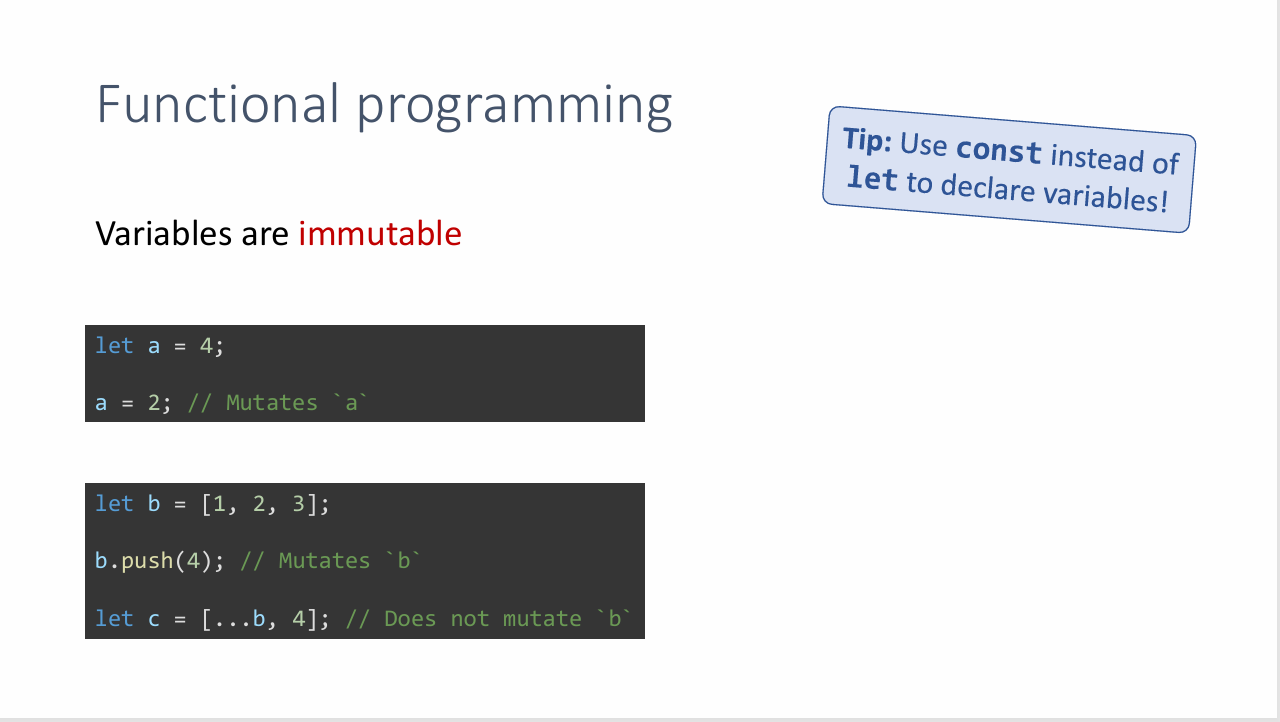 Functional programming
Tip: Use const instead of
let to declare variables!
Variables are immutable
let a = 4;
a = 2; // Mutates `a`
let b = [1, 2, 3];
b.push(4); // Mutates `b`
let c = [...b, 4]; // Does not mutate `b`